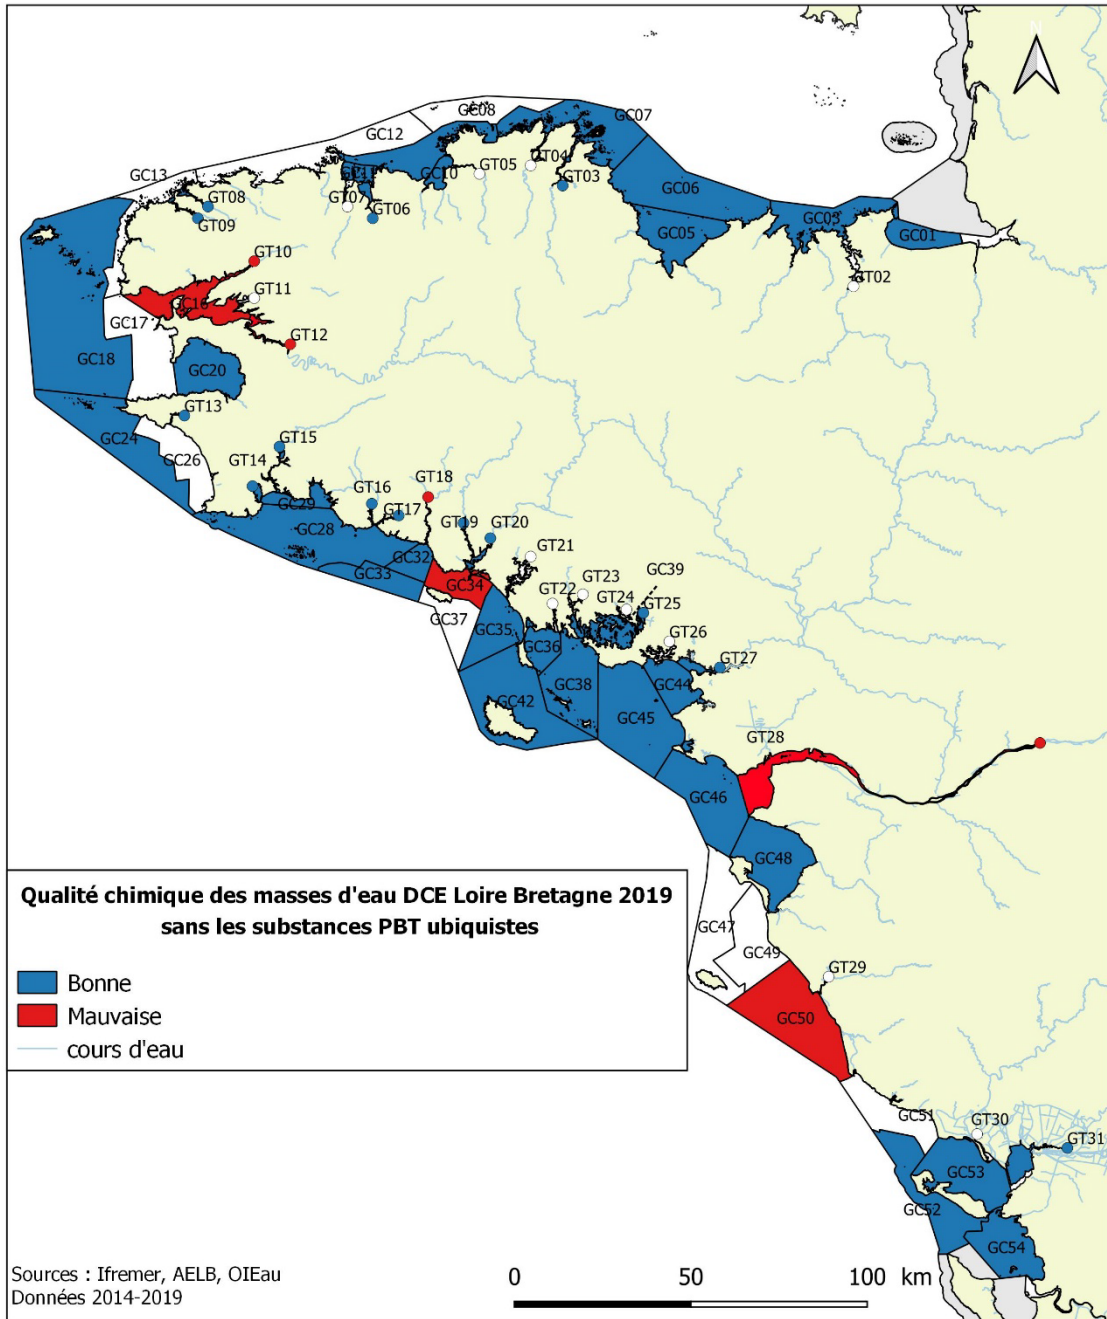 N
GC07
GC08
GC12
GT05
GT04
GC13
GC10
GC11
GT03
GT08
GT07
GT06
GC06
GT09
GC03
GC05
GC01
GT10
GT02
GT11
GC16
GC17
GT12
GC18
GC20
GT13
GC24
GT15
GC26
GT14
GT18
GC29
GT16
GT17
GC28
GT19
GT20
GC32
GT21
GC33
GC34
GT23
GC39
GT22
GT24
GT25
GC37
GC35
GT26
GC36
GT27
GC38
GC44
GC42
GC45
GT28
GC46
GC48
Qualité chimique des masses d'eau DCE Loire Bretagne 2019
sans les substances PBT ubiquistes
Bonne
Mauvaise
cours d'eau
GC47
GC49
GT29
GC50
GC51
GT30
GT31
GC53
GC52
GC54
Sources : Ifremer, AELB, OIEau
Données 2014-2019
0 50 100 km